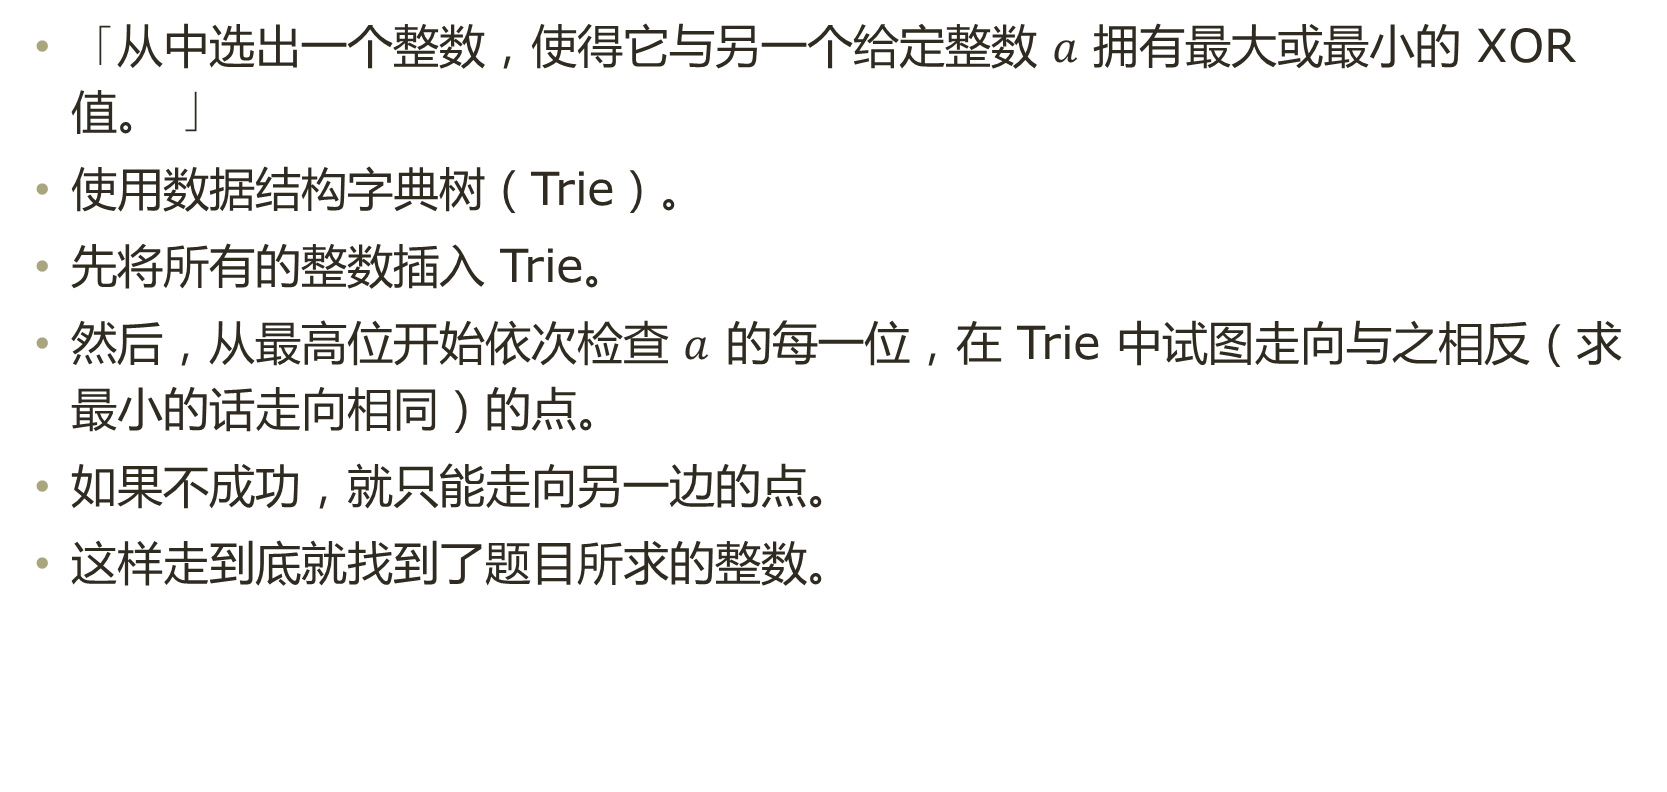 • 「从中选出一个整数，使得它与另一个给定整数 a 拥有最大或最小的 XOR
值。 」
• 使用数据结构字典树（Trie）。
• 先将所有的整数插入 Trie。
• 然后，从最高位开始依次检查 a 的每一位，在 Trie 中试图走向与之相反（求
最小的话走向相同）的点。
• 如果不成功，就只能走向另一边的点。
• 这样走到底就找到了题目所求的整数。